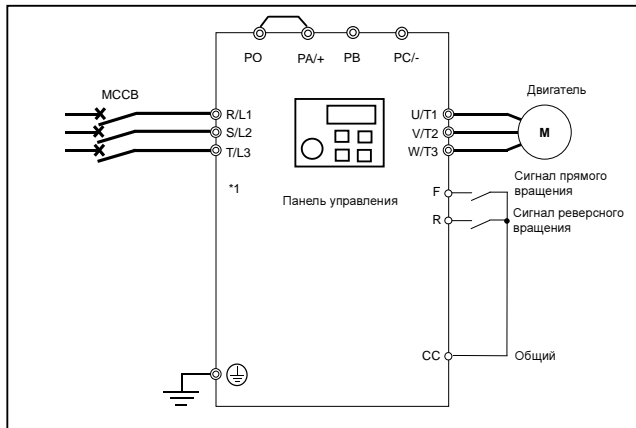 PO PA/+ PB PC/-
MCCB
Двигатель
R/L1
S/L2
T/L3
U/T1
V/T2
W/T3
M
*1
Панель управления
F
Сигнал прямого
вращения
R
Сигнал реверсного
вращения
CC
Общий